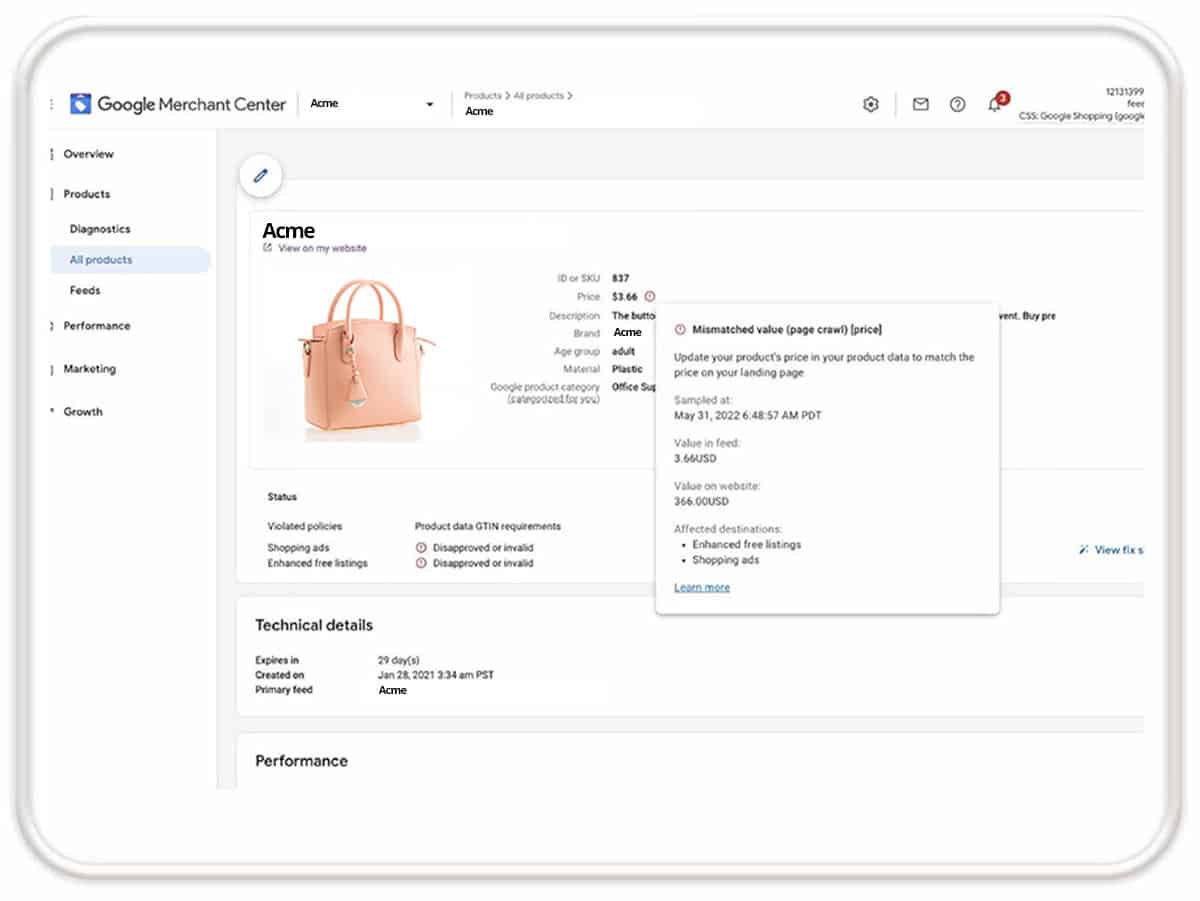 Google Merchant Center
Acme
Products > All products >
Acme
3
12131399
CSS: Google Shopping (google
Overview
Products
Diagnostics
All products
Feeds
Performance
Marketing
Growth
Acme
View on my website
ID or SKU 837
Price $3.66
Description The butto
vent. Buy pre
Brand Acme
Age group adult
Material Plastic
Google product category Office Sup
(categorized for you)
Mismatched value (page crawl) [price]
Update your product's price in your product data to match the
price on your landing page
Sampled at:
May 31, 2022 6:48:57 AM PDT
Value in feed:
3.66USD
Value on website:
366.00USD
Affected destinations:
• Enhanced free listings
• Shopping ads
Learn more
Status
Violated policies Product data GTIN requirements
Shopping ads Disapproved or invalid
Enhanced free listings Disapproved or invalid
View fix s
Technical details
Expires in 29 day(s)
Created on Jan 28, 2021 3:34 am PST
Primary feed Acme
Performance